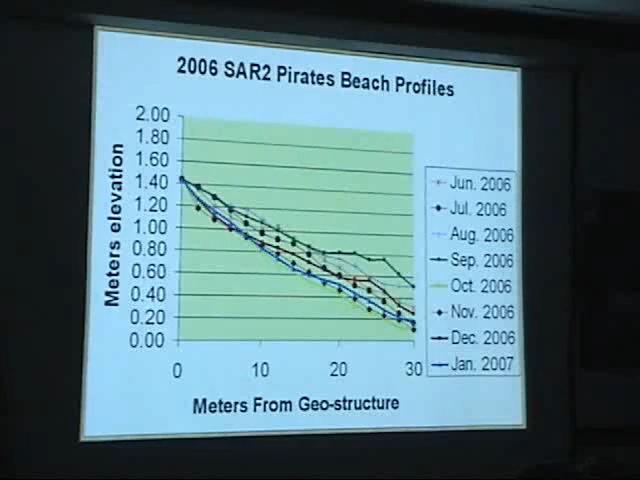 2006 SAR2 Pirates Beach Profiles
Meters elevation
2.00
1.80
1.60
1.40
1.20
1.00
0.80
0.60
0.40
0.20
0.00
0
10
20
30
Meters From Geo-structure
Jun. 2006
Jul. 2006
Aug. 2006
Sep. 2006
Oct. 2006
Nov. 2006
Dec. 2006
Jan. 2007